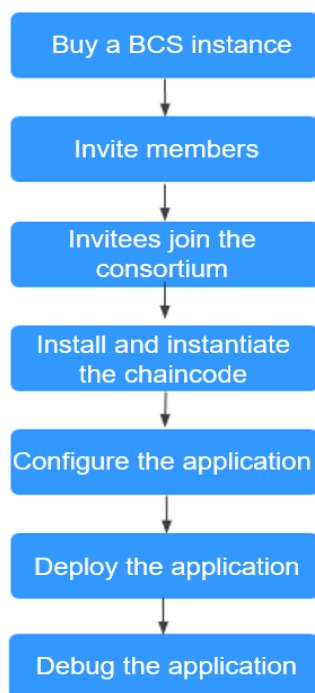 Buy a BCS instance
Invite members
Invitees join the
consortium
Install and instantiate
the chaincode
Configure the application
Deploy the application
Debug the application